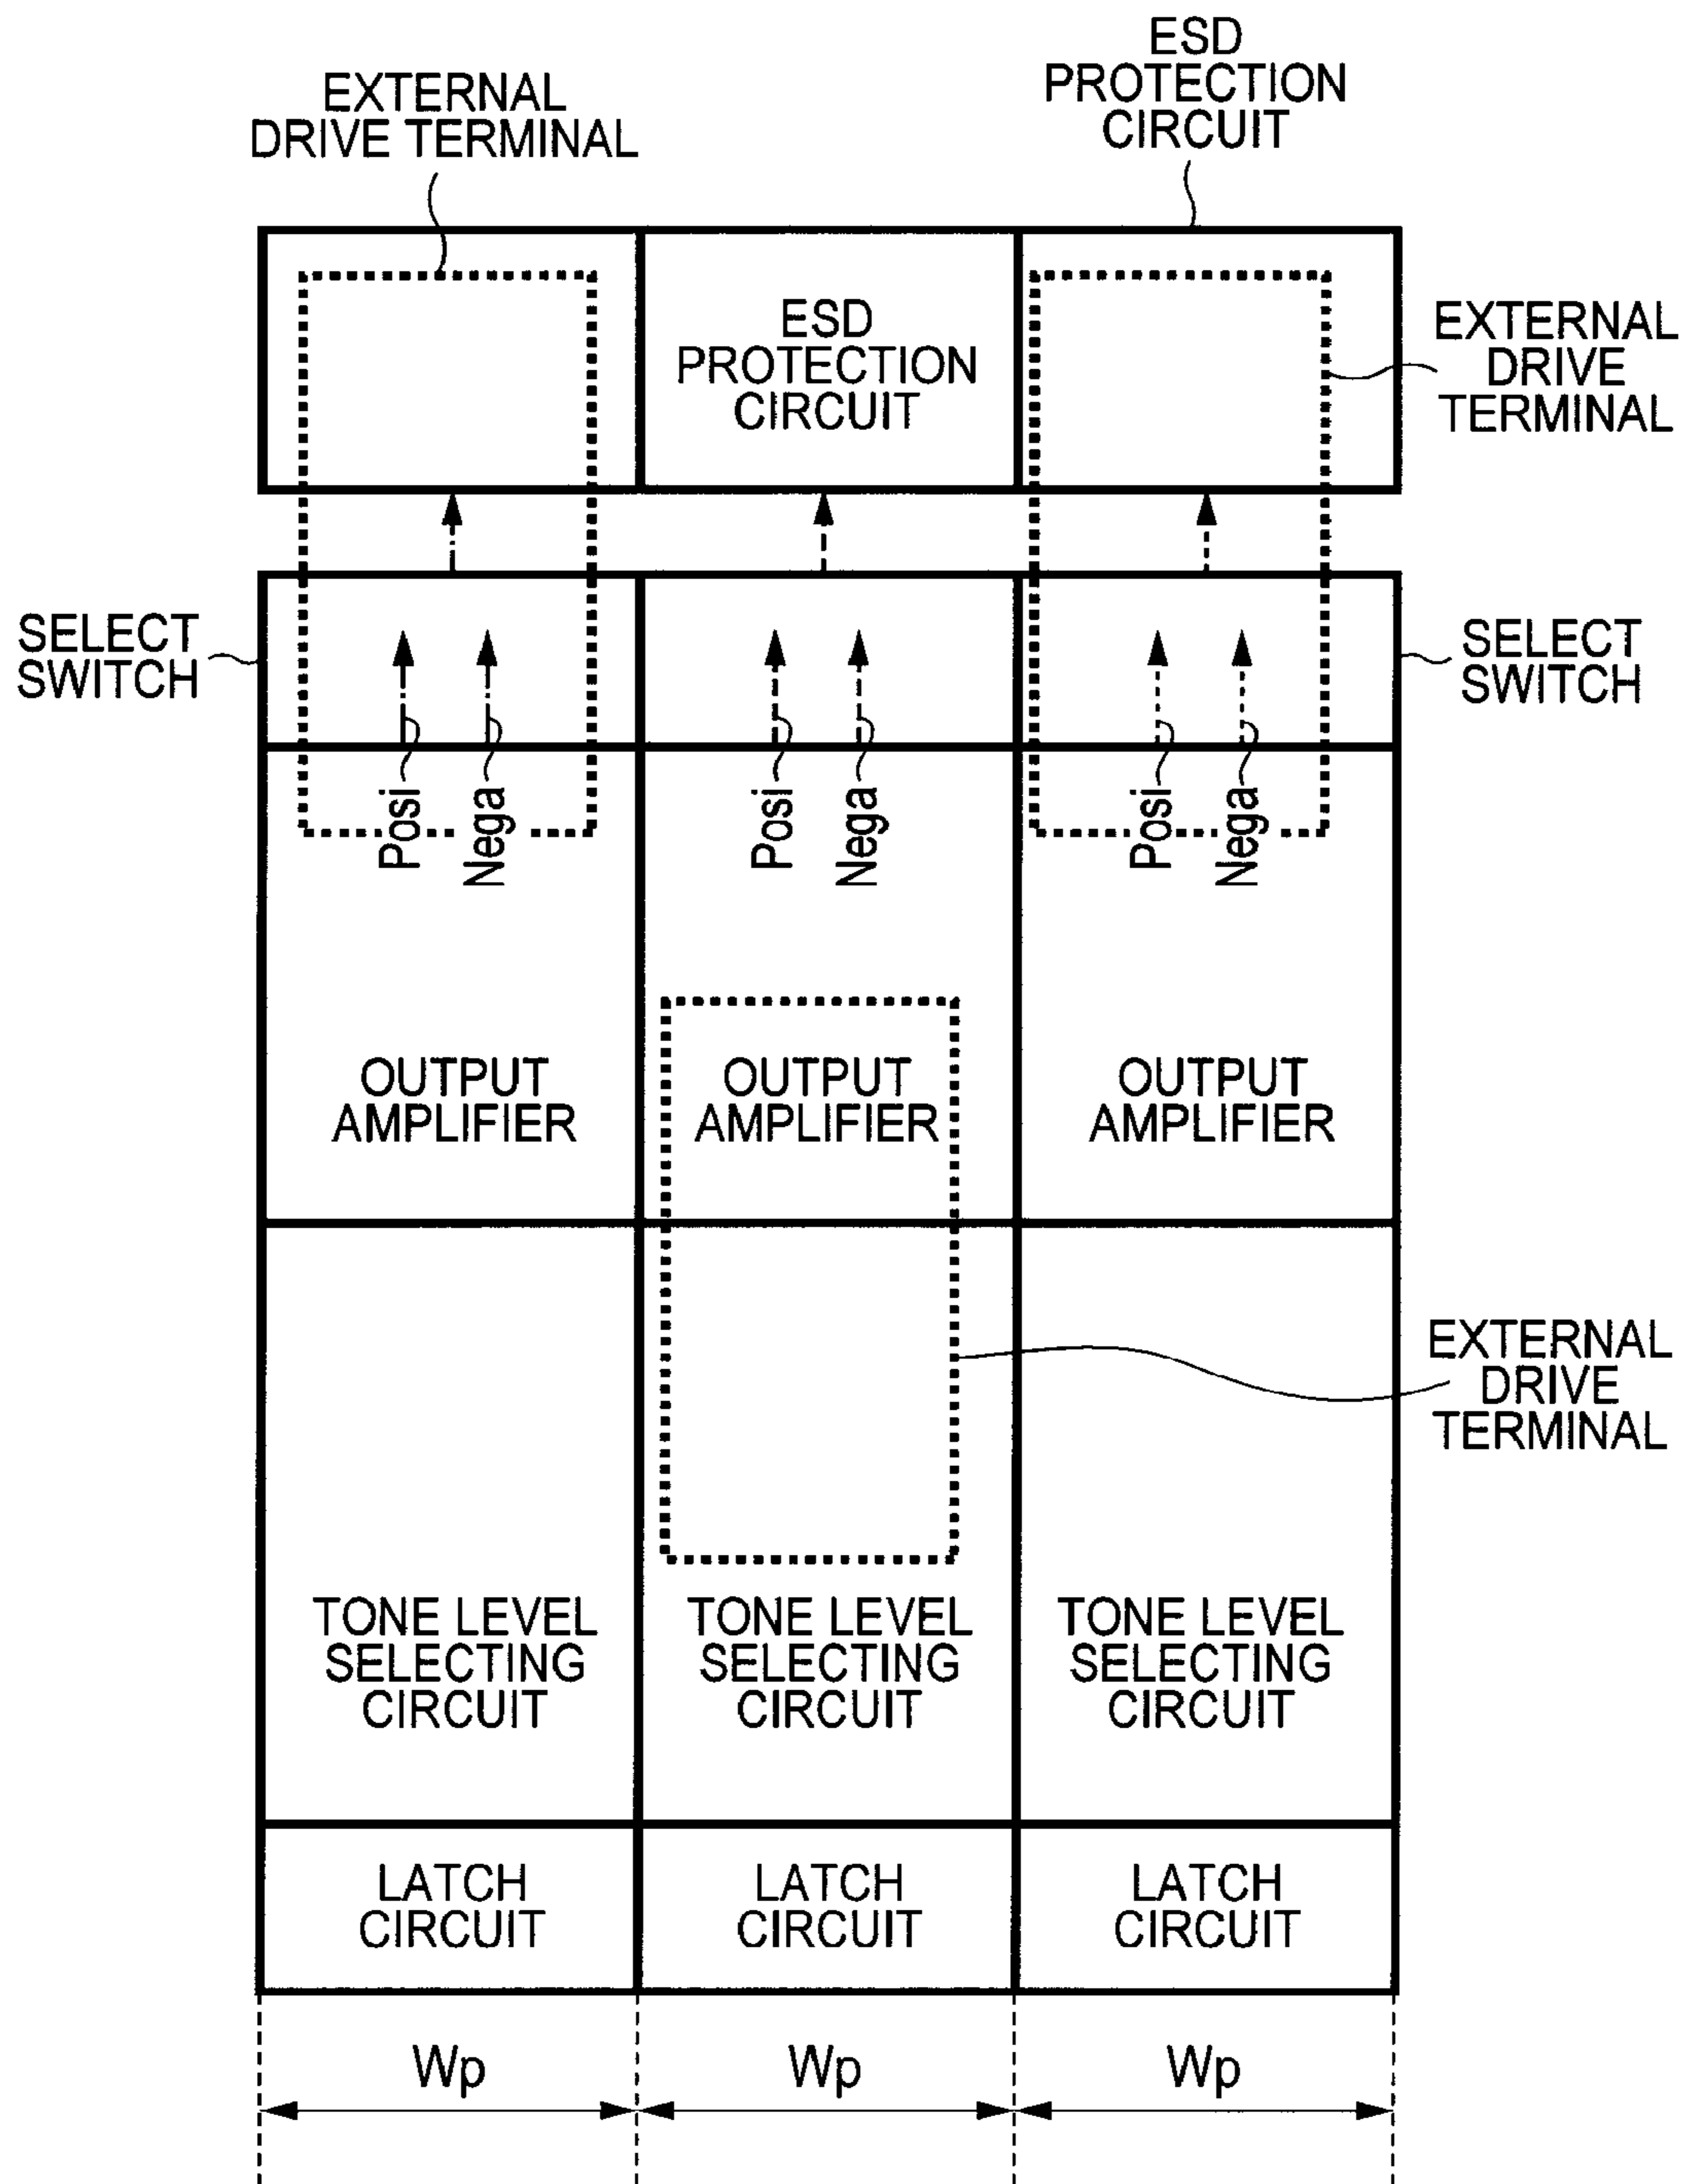 ESD
PROTECTION
CIRCUIT
EXTERNAL
DRIVE TERMINAL
ESD
PROTECTION
CIRCUIT
EXTERNAL
DRIVE
TERMINAL
SELECT
SWITCH
SELECT
SWITCH
Posi
Nega
Posi
Nega
Posi
Nega
OUTPUT
AMPLIFIER
OUTPUT
AMPLIFIER
OUTPUT
AMPLIFIER
EXTERNAL
DRIVE
TERMINAL
TONE LEVEL
SELECTING
CIRCUIT
TONE LEVEL
SELECTING
CIRCUIT
TONE LEVEL
SELECTING
CIRCUIT
LATCH
CIRCUIT
LATCH
CIRCUIT
LATCH
CIRCUIT
Wp
Wp
Wp